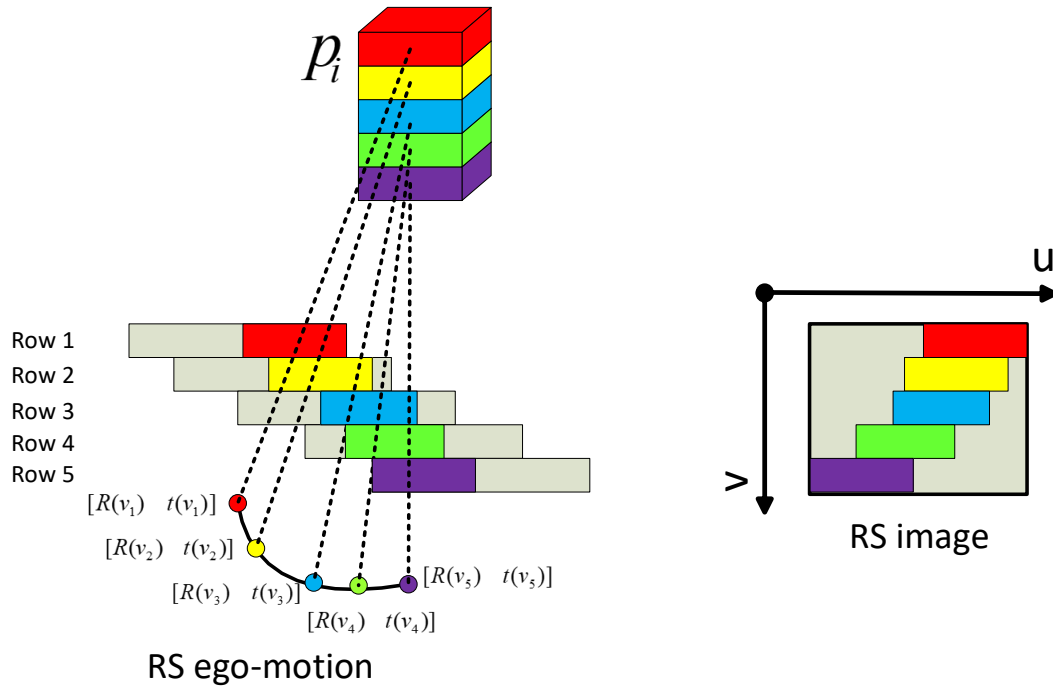 p_i
u
Row 1
Row 2
Row 3
Row 4
Row 5
v
[R(v_1) t(v_1)]
[R(v_2) t(v_2)]
[R(v_3) t(v_3)]
[R(v_4) t(v_4)]
[R(v_5) t(v_5)]
RS image
RS ego-motion